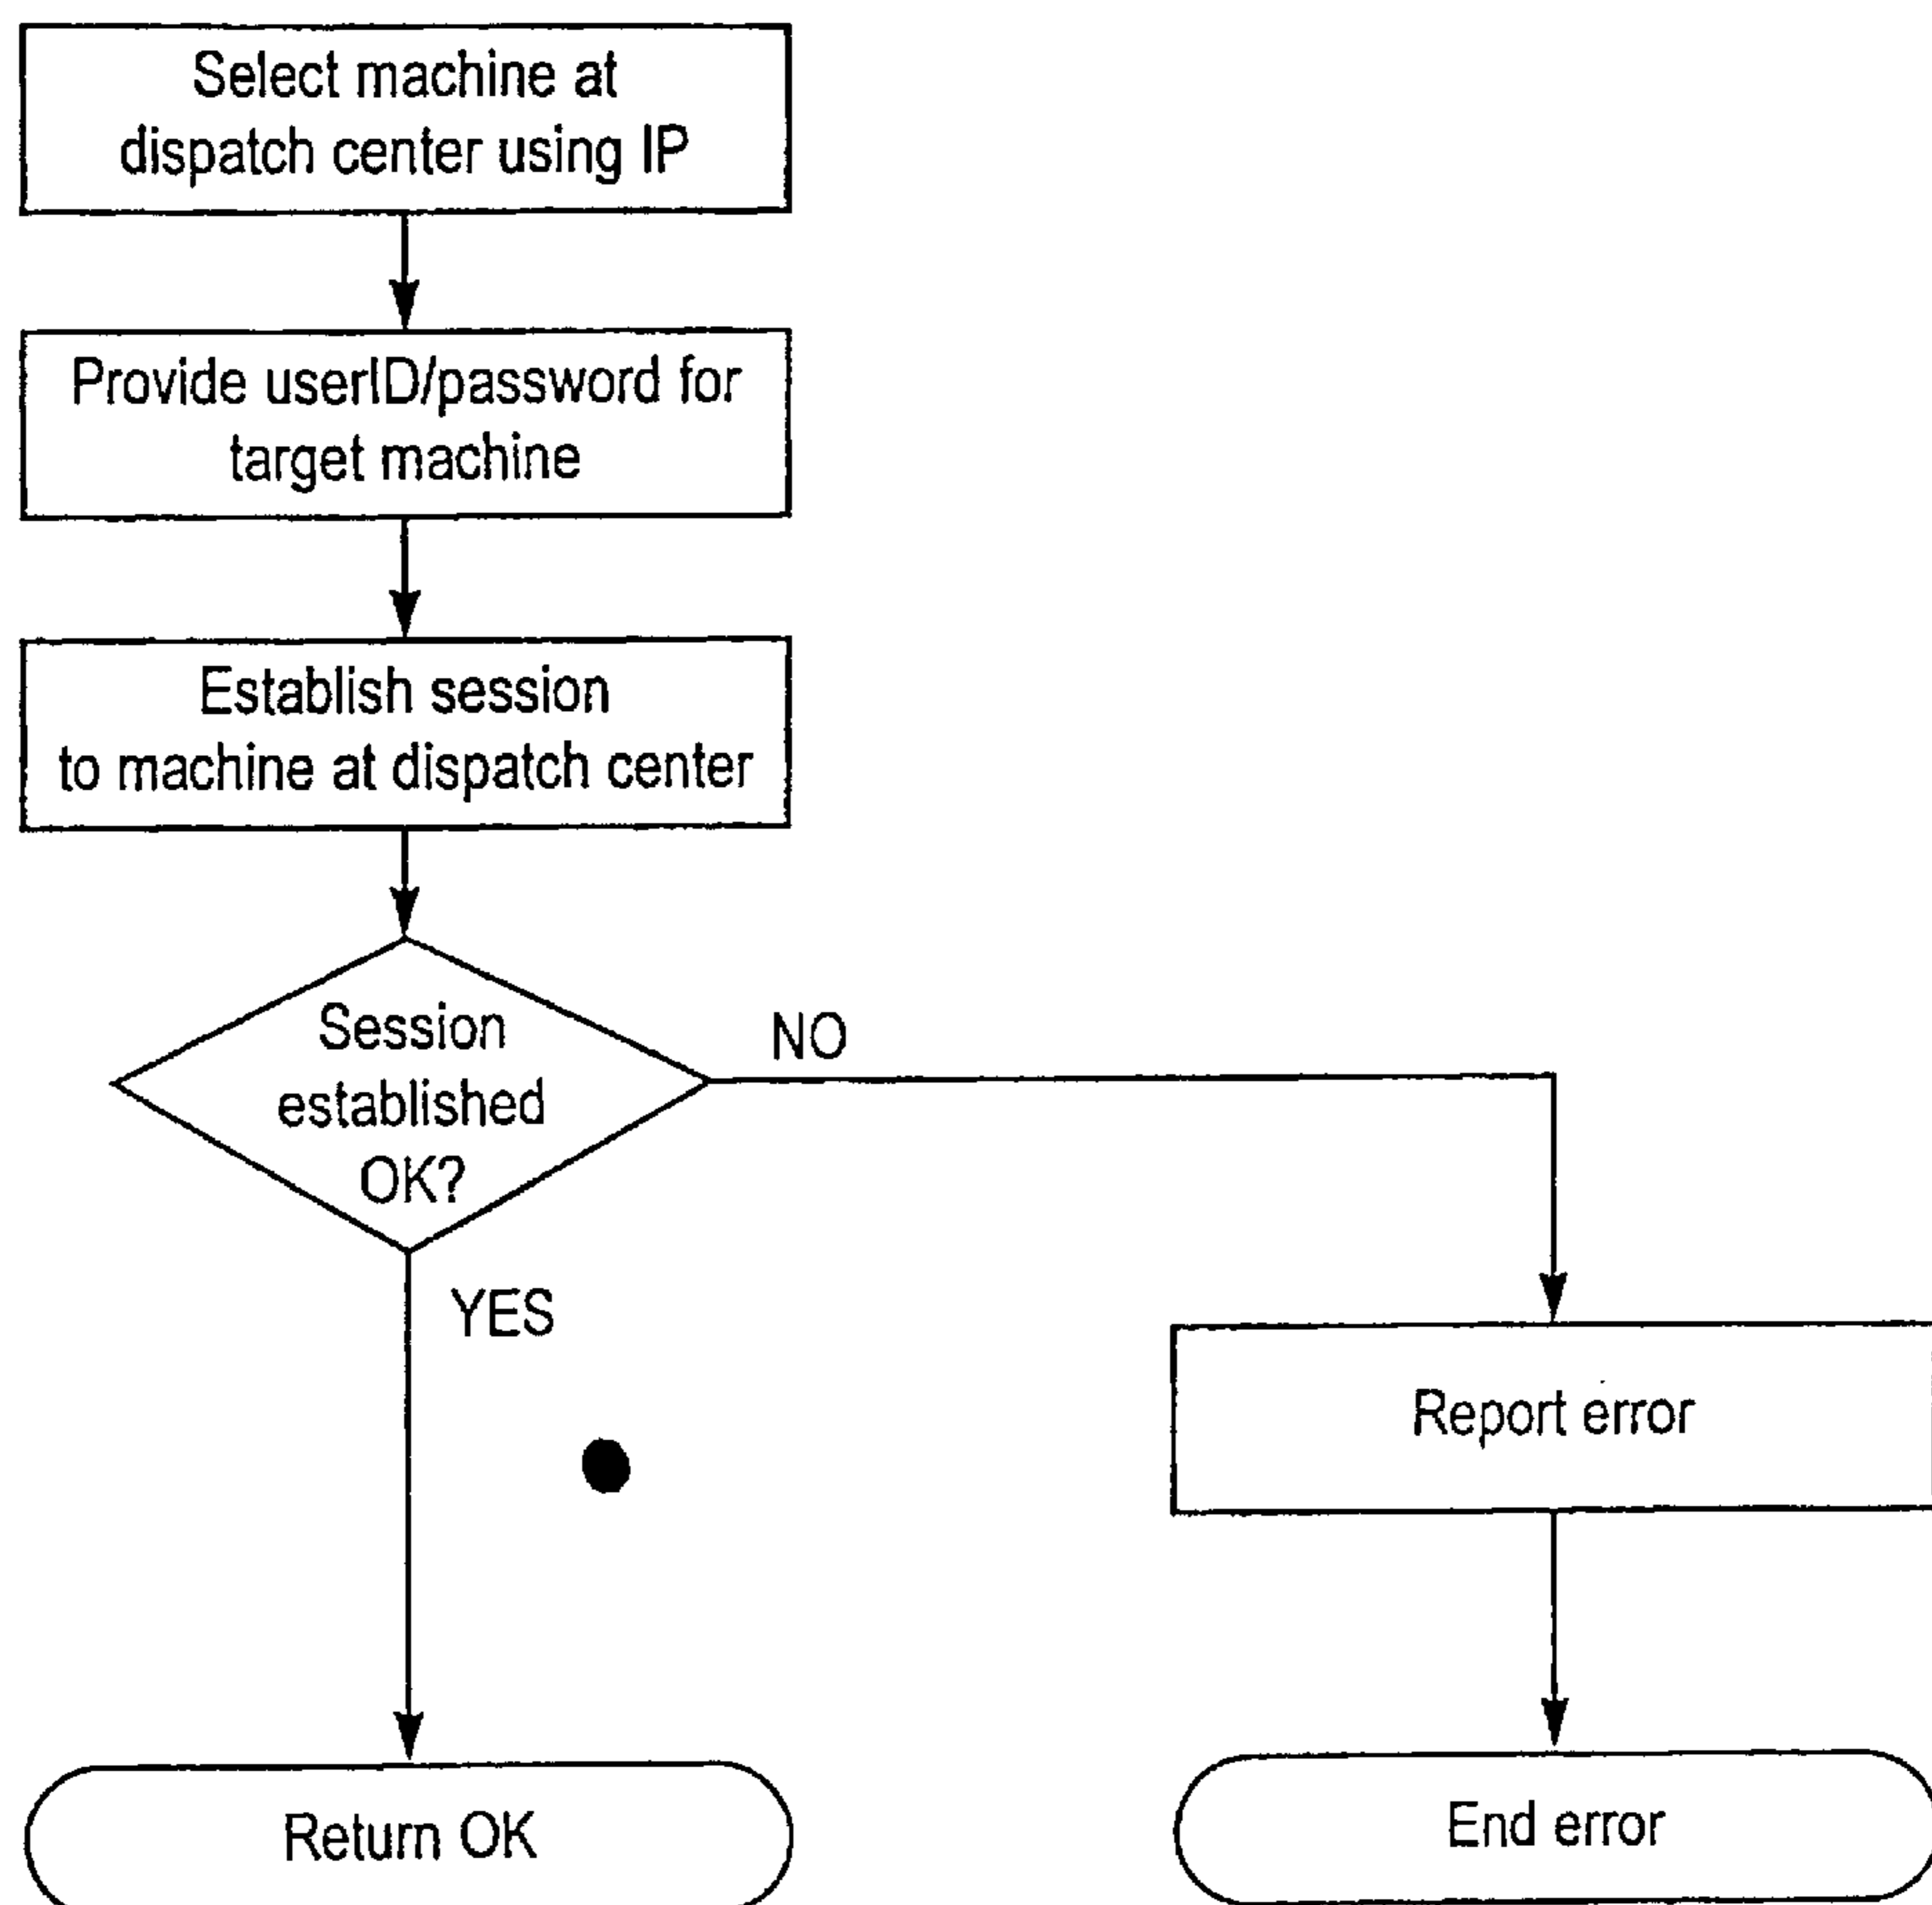 Select machine at
dispatch center using IP
Provide userID/password for
target machine
Establish session
to machine at dispatch center
Session
established
OK?
NO
YES
Report error
Return OK
End error